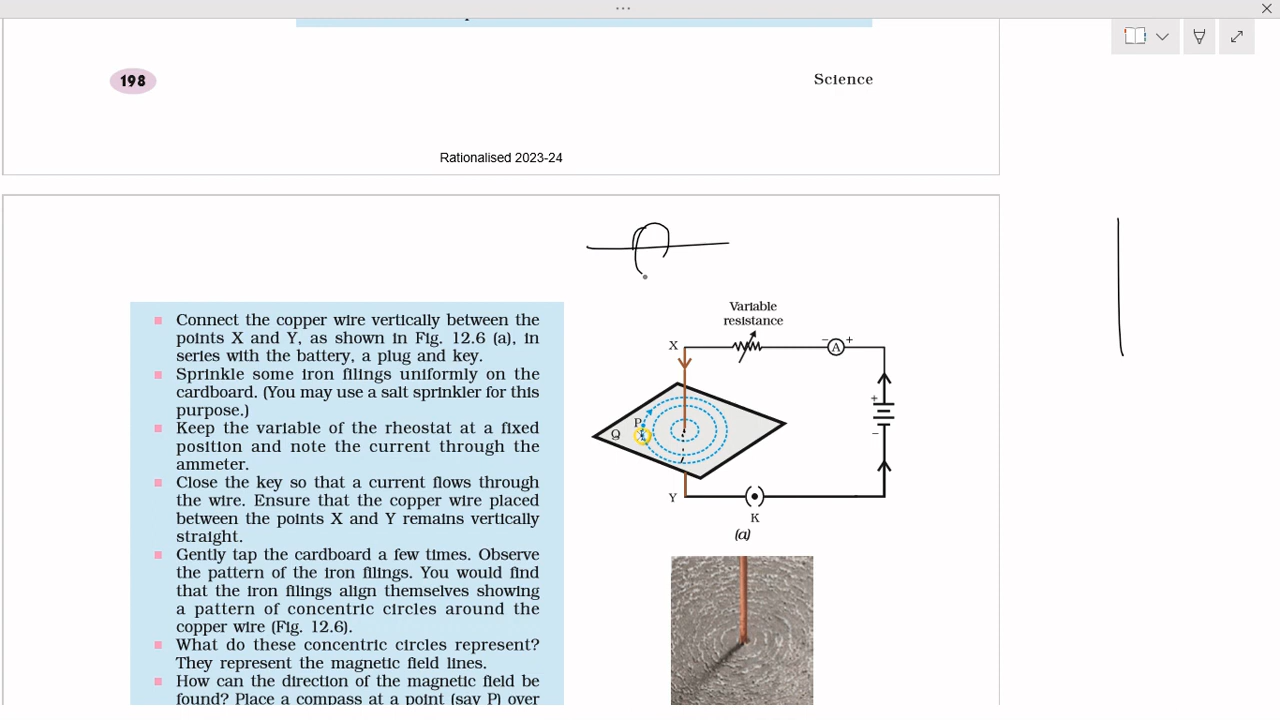 198
Science
Rationalised 2023-24
Connect the copper wire vertically between the
points X and Y, as shown in Fig. 12.6 (a), in
series with the battery, a plug and key.
Sprinkle some iron filings uniformly on the
cardboard. (You may use a salt sprinkler for this
purpose.)
Keep the variable of the rheostat at a fixed
position and note the current through the
ammeter.
Close the key so that a current flows through
the wire. Ensure that the copper wire placed
between the points X and Y remains vertically
straight.
Gently tap the cardboard a few times. Observe
the pattern of the iron filings. You would find
that the iron filings align themselves showing
a pattern of concentric circles around the
copper wire (Fig. 12.6).
What do these concentric circles represent?
They represent the magnetic field lines.
How can the direction of the magnetic field be
found? Place a compass at a point (say P) over
Variable
resistance
X
− A +
P
Q
+
−
Y
K
(a)